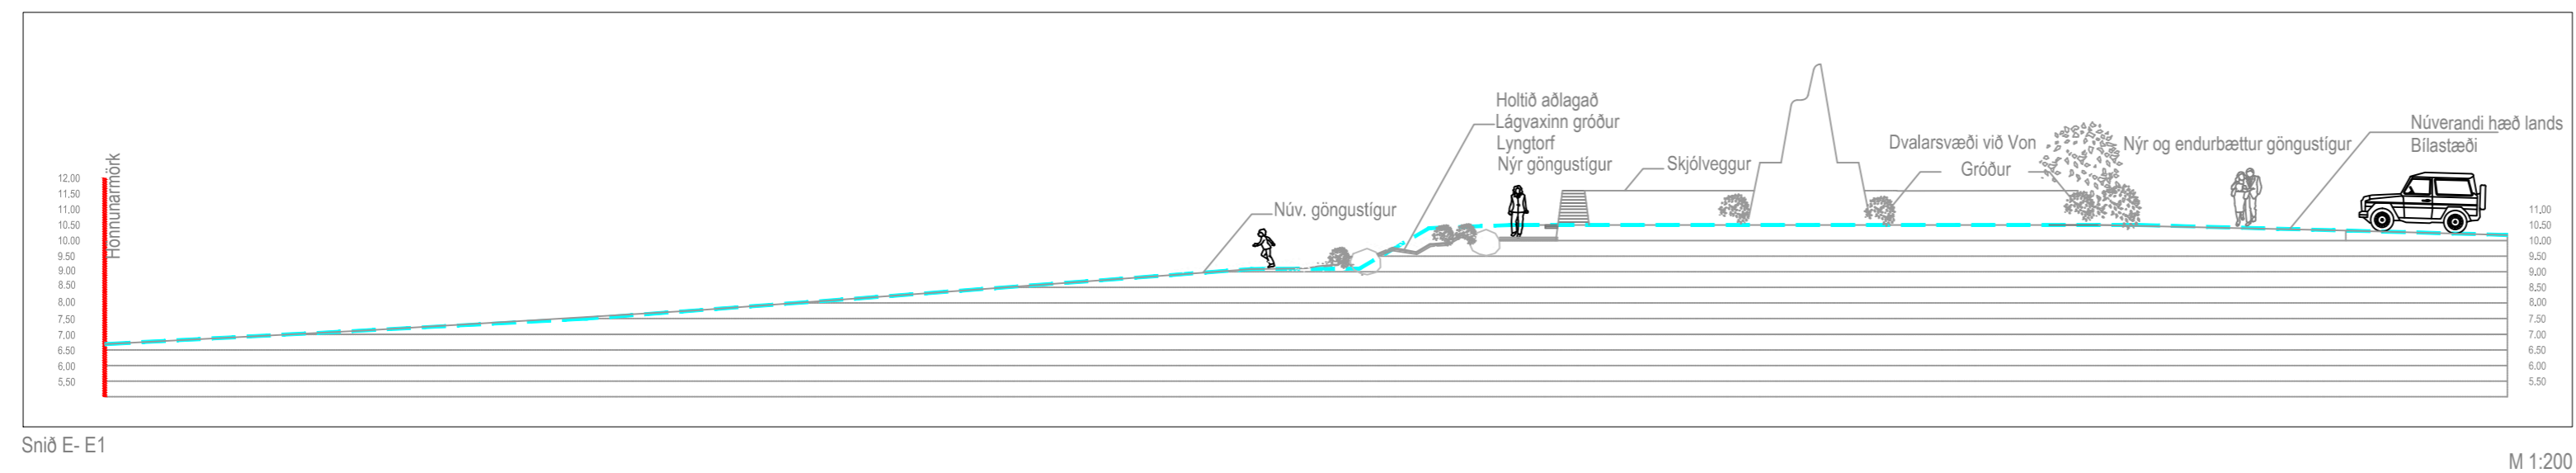 Hönnunarmörk
12,00
11,50
11,00
10.50
10.00
9.50
9.00
8.50
8.00
7.50
7.00
6.50
6.00
5,50
Núv. göngustígur
Holtið aðlagað
Lágvaxinn gróður
Lyngtorf
Nýr göngustígur
Skjólveggur
Dvalarsvæði við Von
Gróður
Nýr og endurbættur göngustígur
Núverandi hæð lands
Bílastæði
11,00
10.50
10.00
9.50
9.00
8.50
8,00
7.50
7.00
6.50
6.00
5.50
Snið E- E1
M 1:200